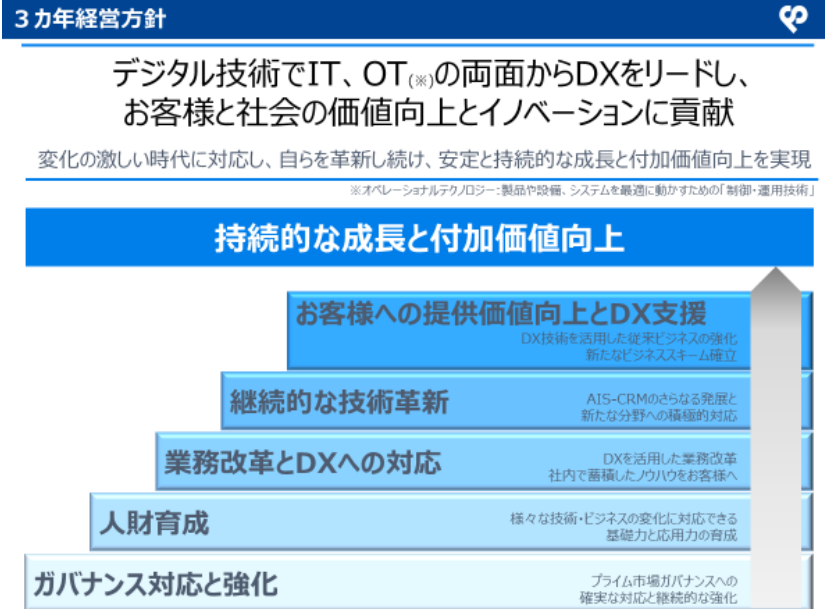 3カ年経営方針
デジタル技術でIT、OT(※)の両面からDXをリードし、
お客様と社会の価値向上とイノベーションに貢献
変化の激しい時代に対応し、自らを革新し続け、安定と持続的な成長と付加価値向上を実現
※オペレーショナルテクノロジー:製品や設備、システムを最適に動かすための「制御・運用技術」
持続的な成長と付加価値向上
お客様への提供価値向上とDX支援
DX技術を活用した従来ビジネスの強化
新たなビジネススキーム確立
継続的な技術革新
AIS-CRMのさらなる発展と
新たな分野への積極的対応
業務改革とDXへの対応
DXを活用した業務改革
社内で蓄積したノウハウをお客様へ
人財育成
様々な技術・ビジネスの変化に対応できる
基礎力と応用力の育成
ガバナンス対応と強化
プライム市場ガバナンスへの
確実な対応と継続的な強化